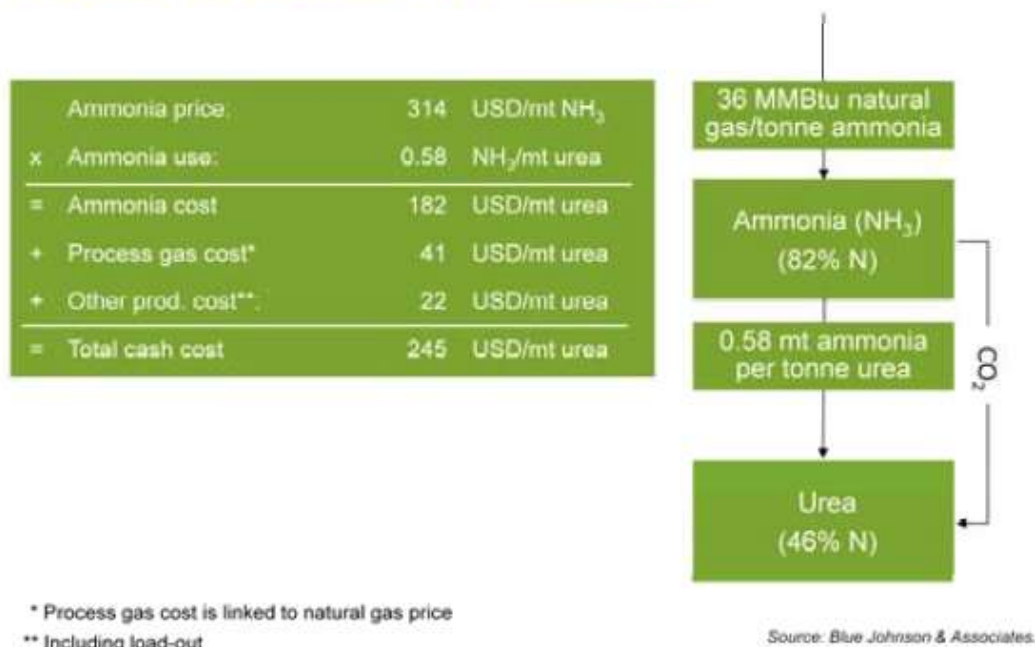 Ammonia price: 314 USD/mt NH₃
x Ammonia use: 0.58 NH₃/mt urea
= Ammonia cost 182 USD/mt urea
+ Process gas cost* 41 USD/mt urea
+ Other prod. cost**: 22 USD/mt urea
= Total cash cost 245 USD/mt urea
36 MMBtu natural
gas/tonne ammonia
Ammonia (NH₃)
(82% N)
0.58 mt ammonia
per tonne urea
CO₂
Urea
(46% N)
* Process gas cost is linked to natural gas price
** Including load-out
Source: Blue Johnson & Associates.